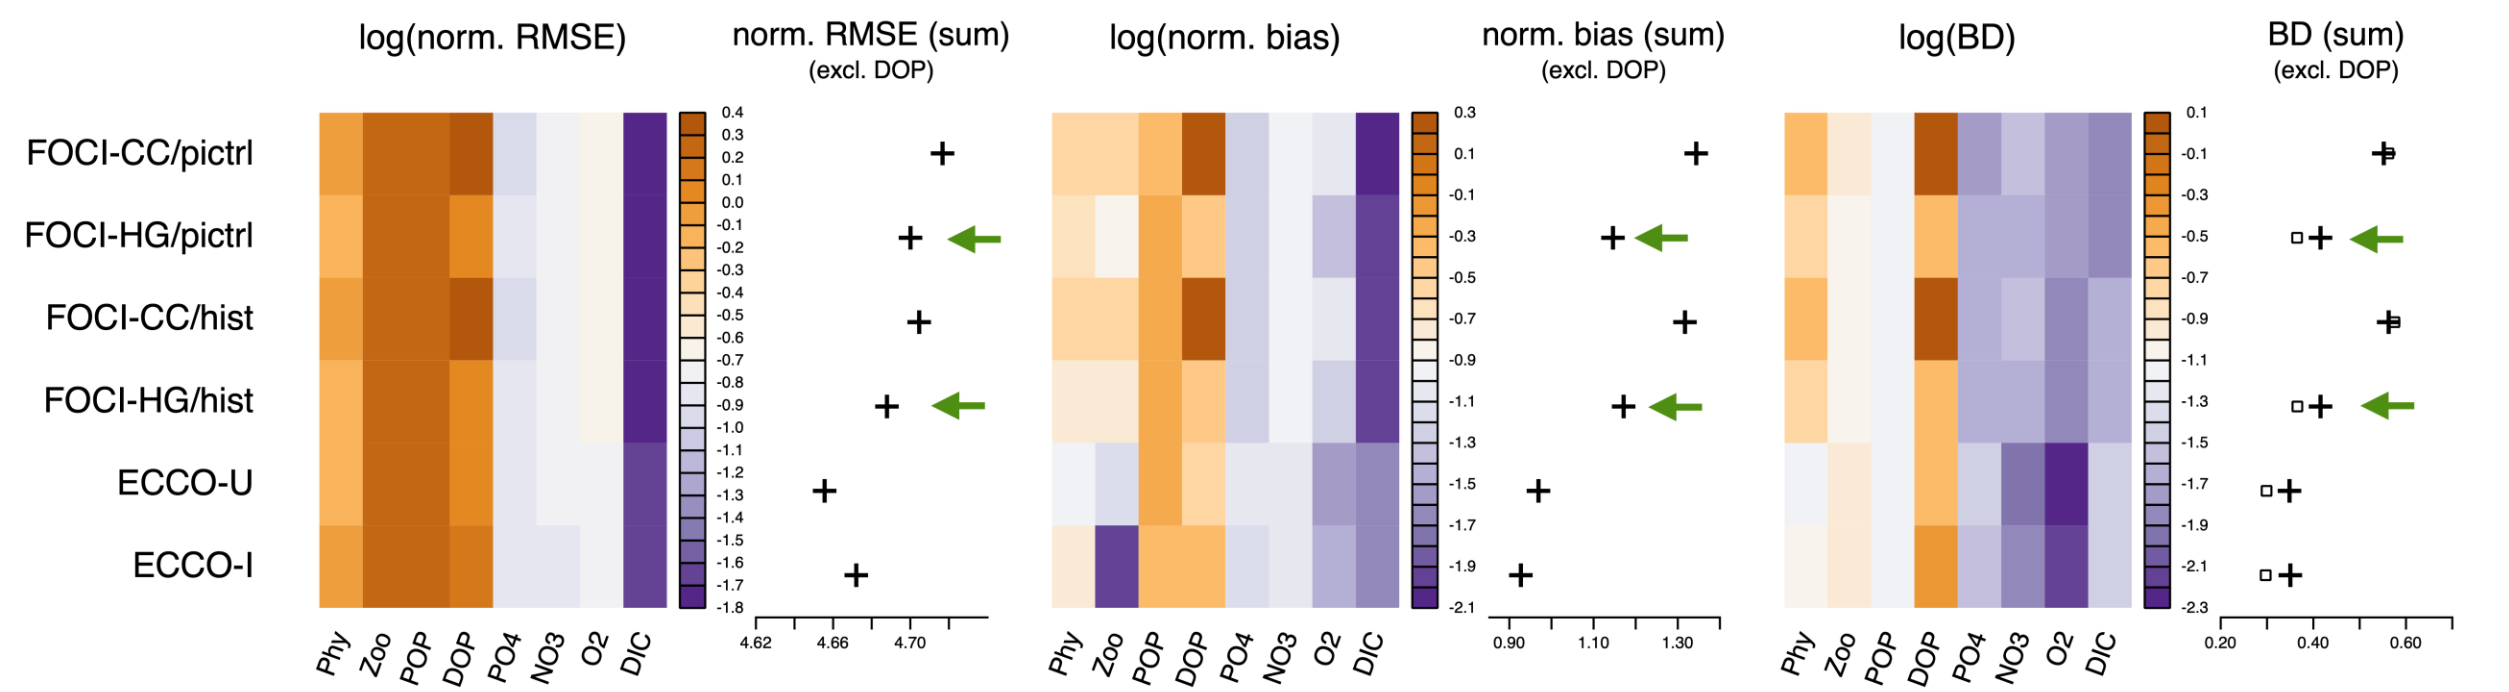 log(norm. RMSE)
norm. RMSE (sum)
(excl. DOP)
log(norm. bias)
norm. bias (sum)
(excl. DOP)
log(BD)
BD (sum)
(excl. DOP)
FOCI-CC/pictrl
FOCI-HG/pictrl
FOCI-CC/hist
FOCI-HG/hist
ECCO-U
ECCO-I
0.4
0.3
0.2
0.1
0.0
-0.1
-0.2
-0.3
-0.4
-0.5
-0.6
-0.7
-0.8
-0.9
-1.0
-1.1
-1.2
-1.3
-1.4
-1.5
-1.6
-1.7
-1.8
0.3
0.1
-0.1
-0.3
-0.5
-0.7
-0.9
-1.1
-1.3
-1.5
-1.7
-1.9
-2.1
0.1
-0.1
-0.3
-0.5
-0.7
-0.9
-1.1
-1.3
-1.5
-1.7
-1.9
-2.1
-2.3
Phy Zoo POP DOP PO4 NO3 O2 DIC
4.62 4.66 4.70
Phy Zoo POP DOP PO4 NO3 O2 DIC
0.90 1.10 1.30
Phy Zoo POP DOP PO4 NO3 O2 DIC
0.20 0.40 0.60